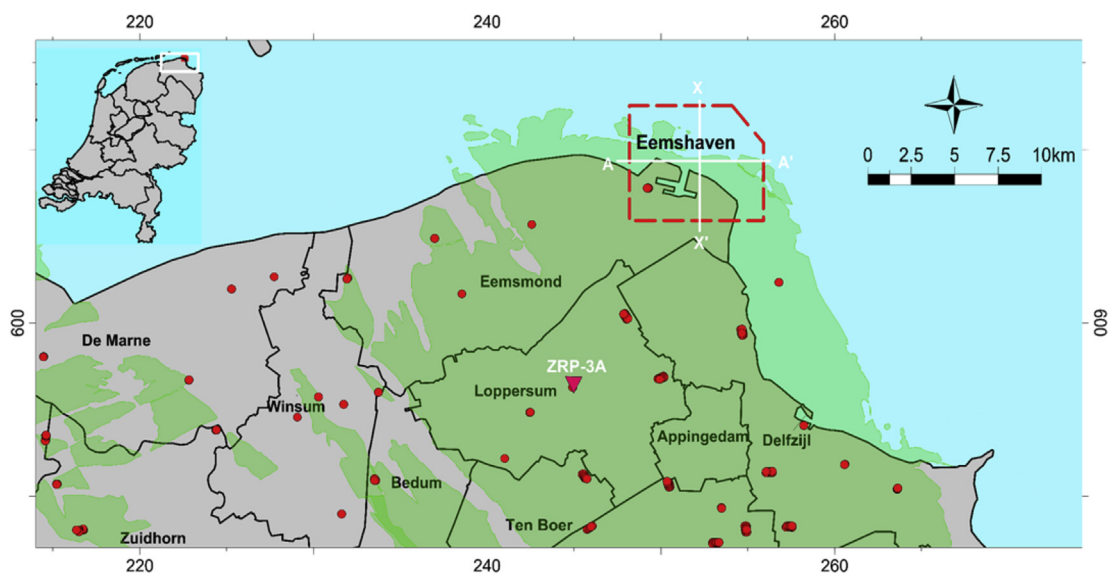 220 240 260
X
Eemshaven
A A'
0 2.5 5 7.5 10km
X'
Eemsmond
600 600
De Marne
ZRP-3A
Loppersum
Winsum
Appingedam
Delfzijl
Bedum
Ten Boer
Zuidhorn
220 240 260